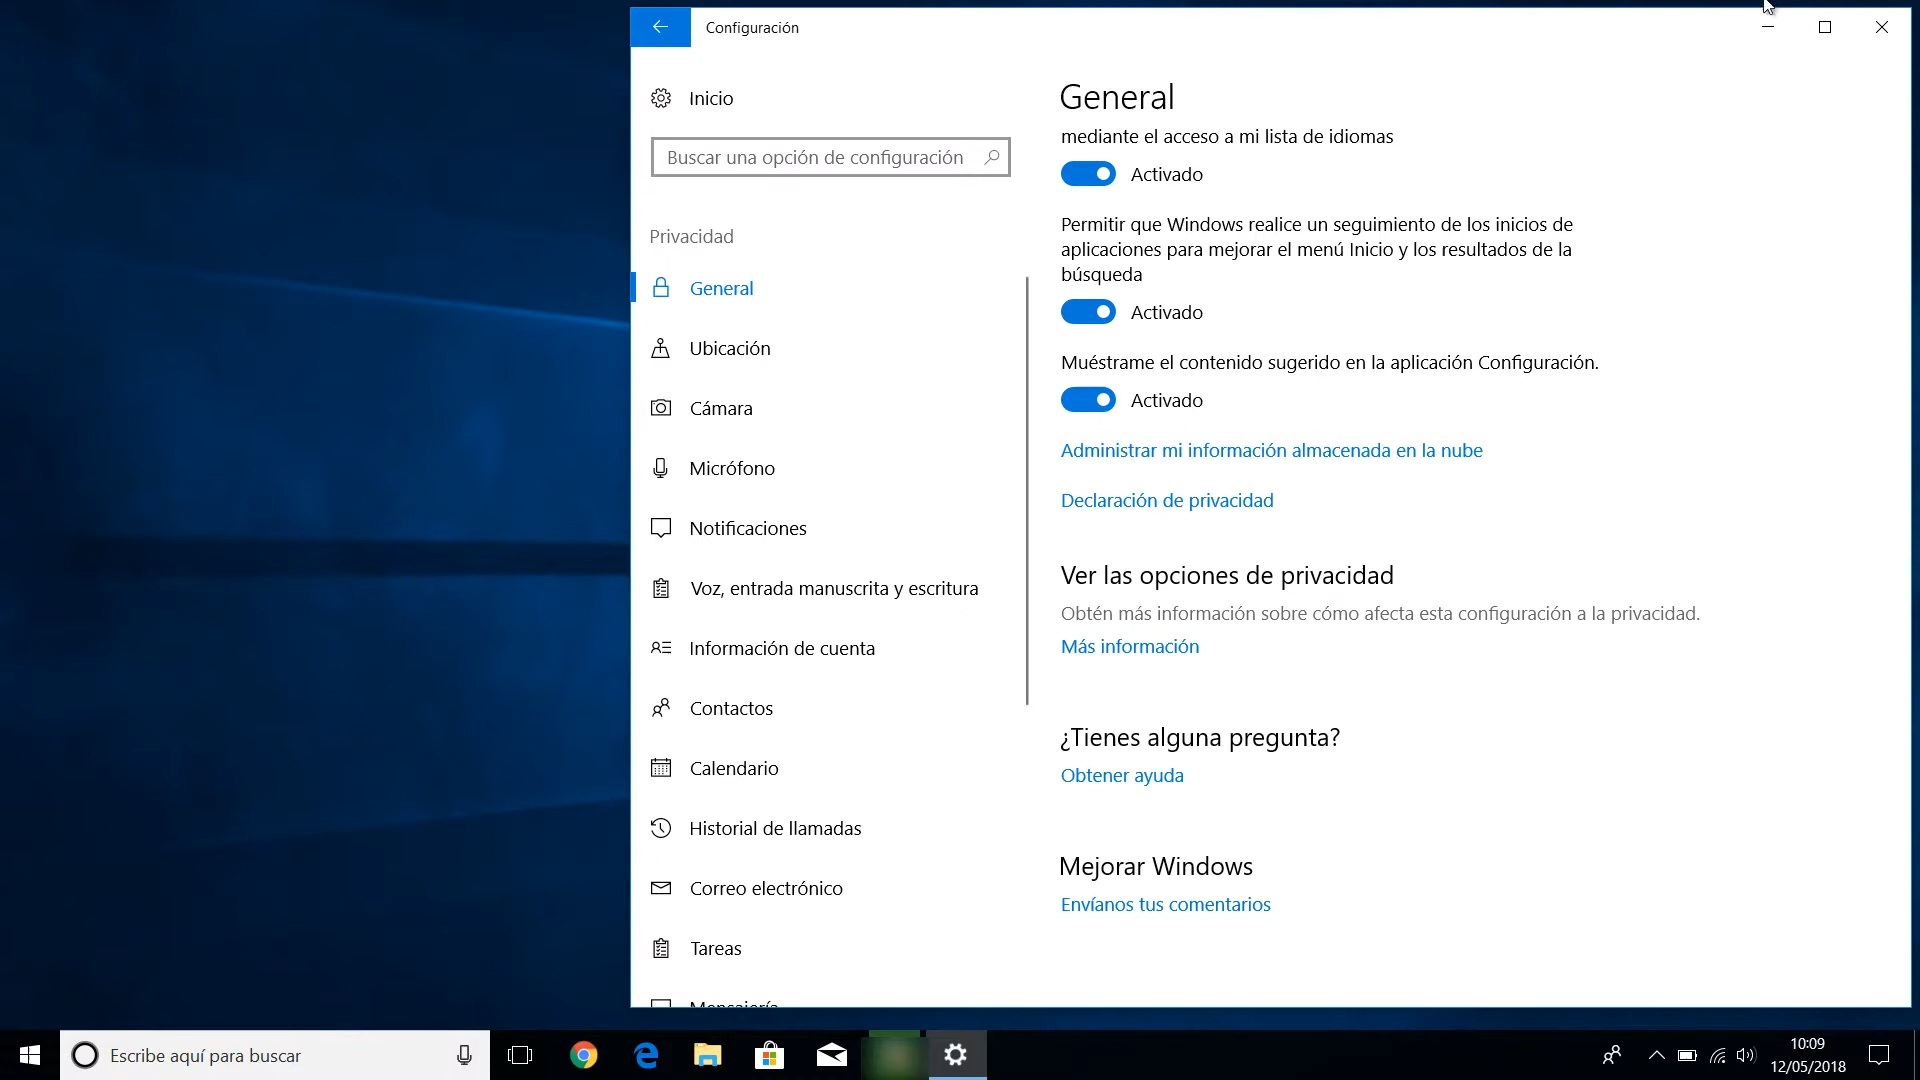 Configuración
Inicio
Buscar una opción de configuración
Privacidad
General
Ubicación
Cámara
Micrófono
Notificaciones
Voz, entrada manuscrita y escritura
Información de cuenta
Contactos
Calendario
Historial de llamadas
Correo electrónico
Tareas
Mensajería
General
mediante el acceso a mi lista de idiomas
Activado
Permitir que Windows realice un seguimiento de los inicios de
aplicaciones para mejorar el menú Inicio y los resultados de la
búsqueda
Activado
Muéstrame el contenido sugerido en la aplicación Configuración.
Activado
Administrar mi información almacenada en la nube
Declaración de privacidad
Ver las opciones de privacidad
Obtén más información sobre cómo afecta esta configuración a la privacidad.
Más información
¿Tienes alguna pregunta?
Obtener ayuda
Mejorar Windows
Envíanos tus comentarios
Escribe aquí para buscar
10:09
12/05/2018